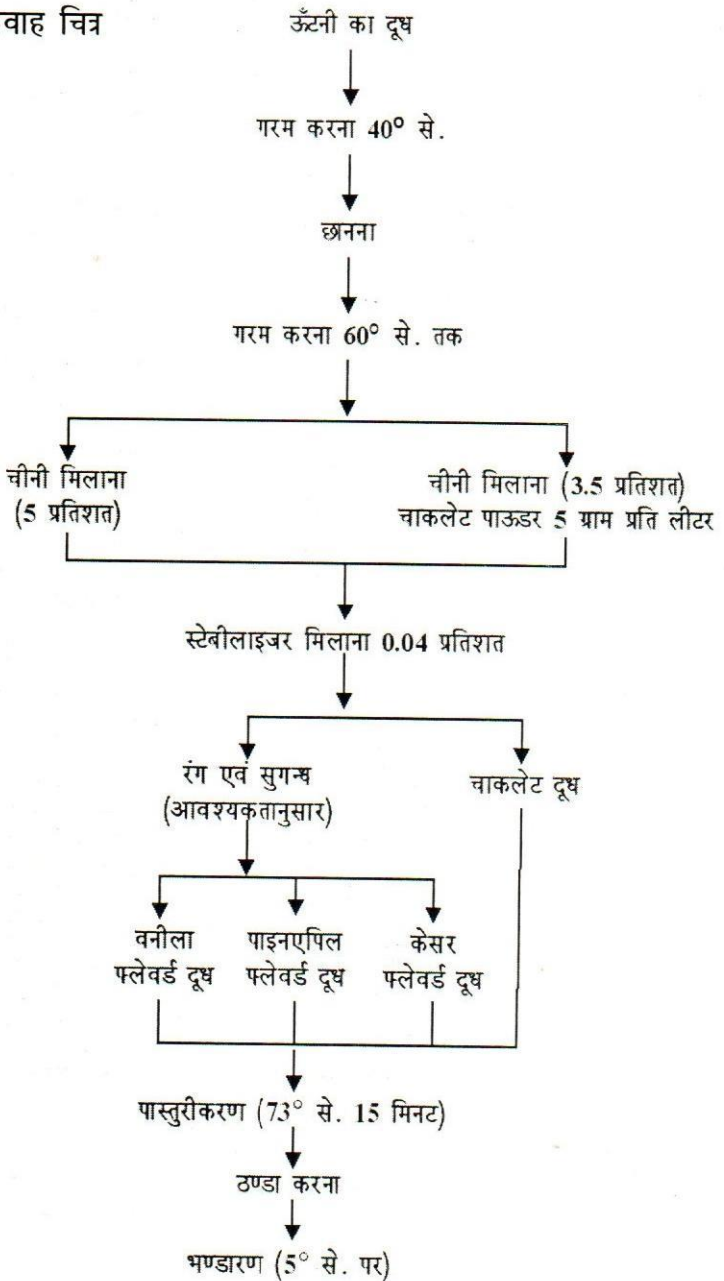 वाह चित्र
ऊँटनी का दूध
गरम करना 40° से.
छानना
गरम करना 60° से. तक
चीनी मिलाना
(5 प्रतिशत)
चीनी मिलाना (3.5 प्रतिशत)
चाकलेट पाऊडर 5 ग्राम प्रति लीटर
स्टेबीलाइजर मिलाना 0.04 प्रतिशत
रंग एवं सुगन्ध
(आवश्यकतानुसार)
चाकलेट दूध
वनीला
फ्लेवर्ड दूध
पाइनएपिल
फ्लेवर्ड दूध
केसर
फ्लेवर्ड दूध
पास्तुरीकरण (73° से. 15 मिनट)
ठण्डा करना
भण्डारण (5° से. पर)